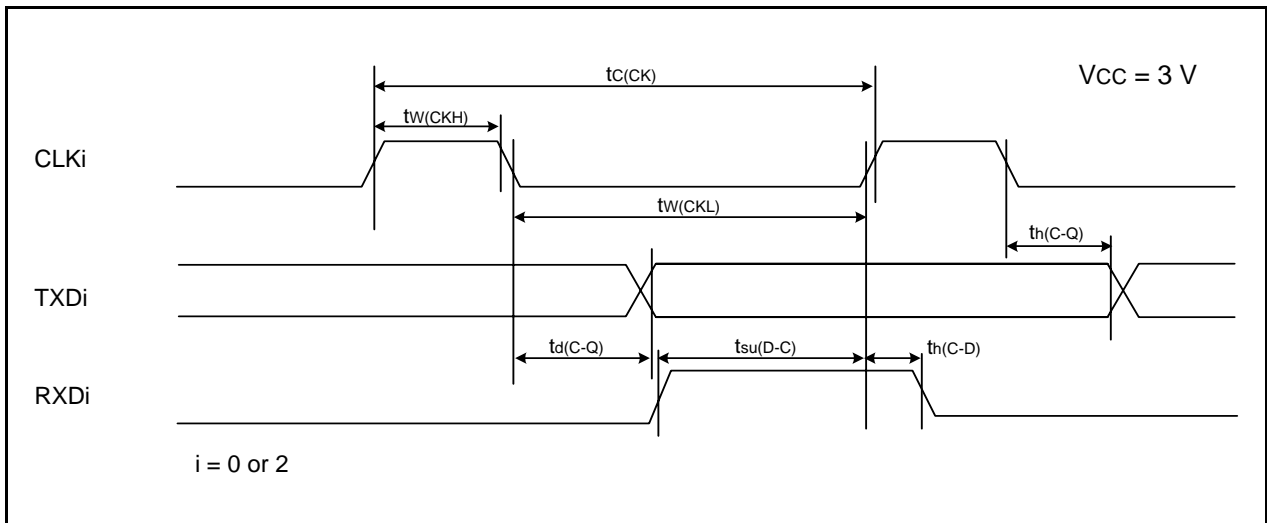 tC(CK)
VCC = 3 V
tW(CKH)
CLKi
tW(CKL)
th(C-Q)
TXDi
td(C-Q)
tsu(D-C)
th(C-D)
RXDi
i = 0 or 2